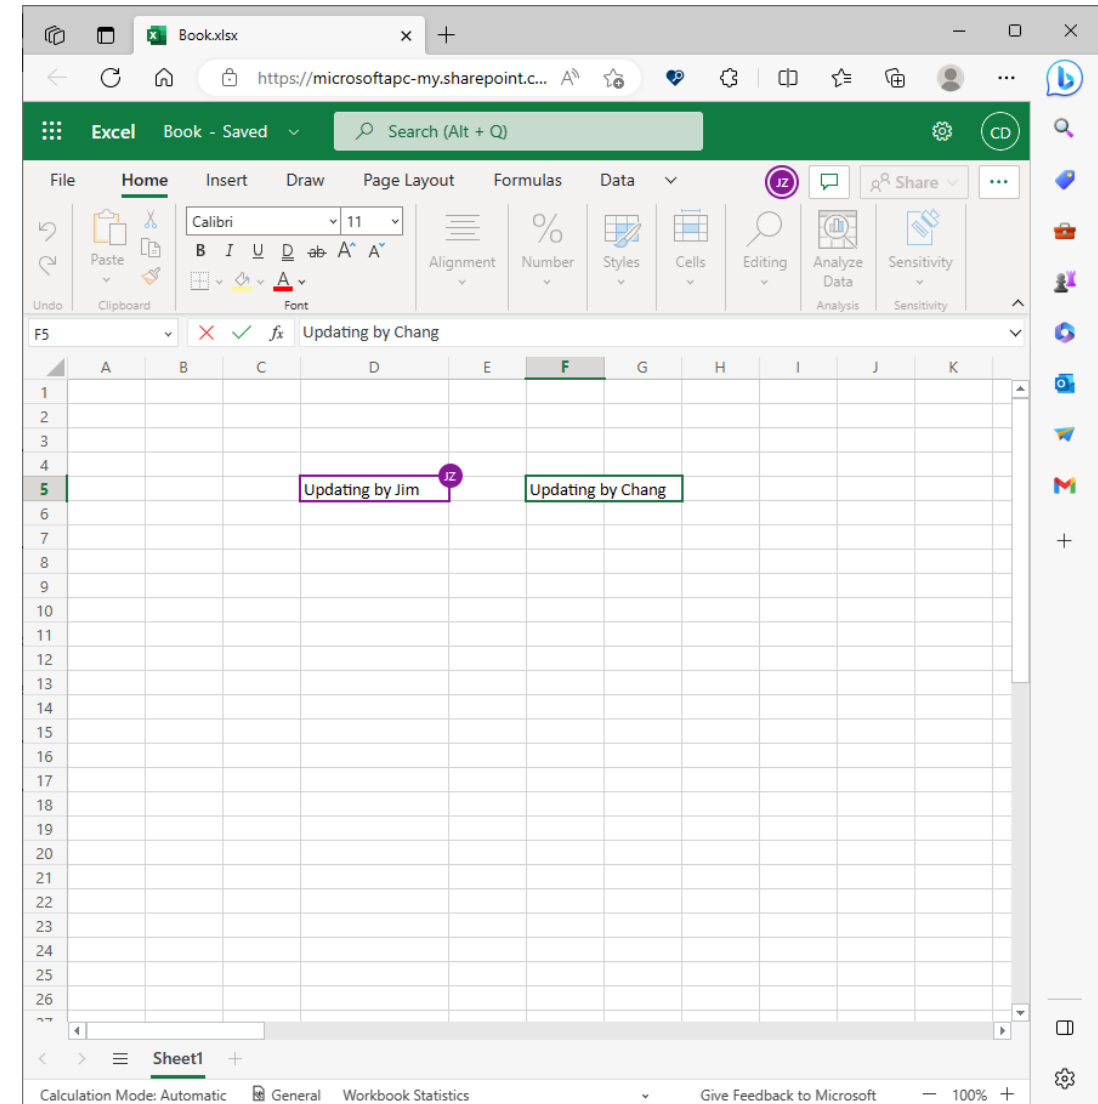 Book.xlsx
https://microsoftapc-my.sharepoint.c...
Excel Book - Saved Search (Alt + Q) CD
File Home Insert Draw Page Layout Formulas Data JZ Share
Calibri 11
Paste B I U D ab A A Alignment Number Styles Cells Editing Analyze Data Sensitivity
A
Undo Clipboard Font Analysis Sensitivity
F5 fx Updating by Chang
A B C D E F G H I J K
1
2
3
4
JZ
5 Updating by Jim Updating by Chang
6
7
8
9
10
11
12
13
14
15
16
17
18
19
20
21
22
23
24
25
26
27
Sheet1
Calculation Mode: Automatic General Workbook Statistics Give Feedback to Microsoft 100%